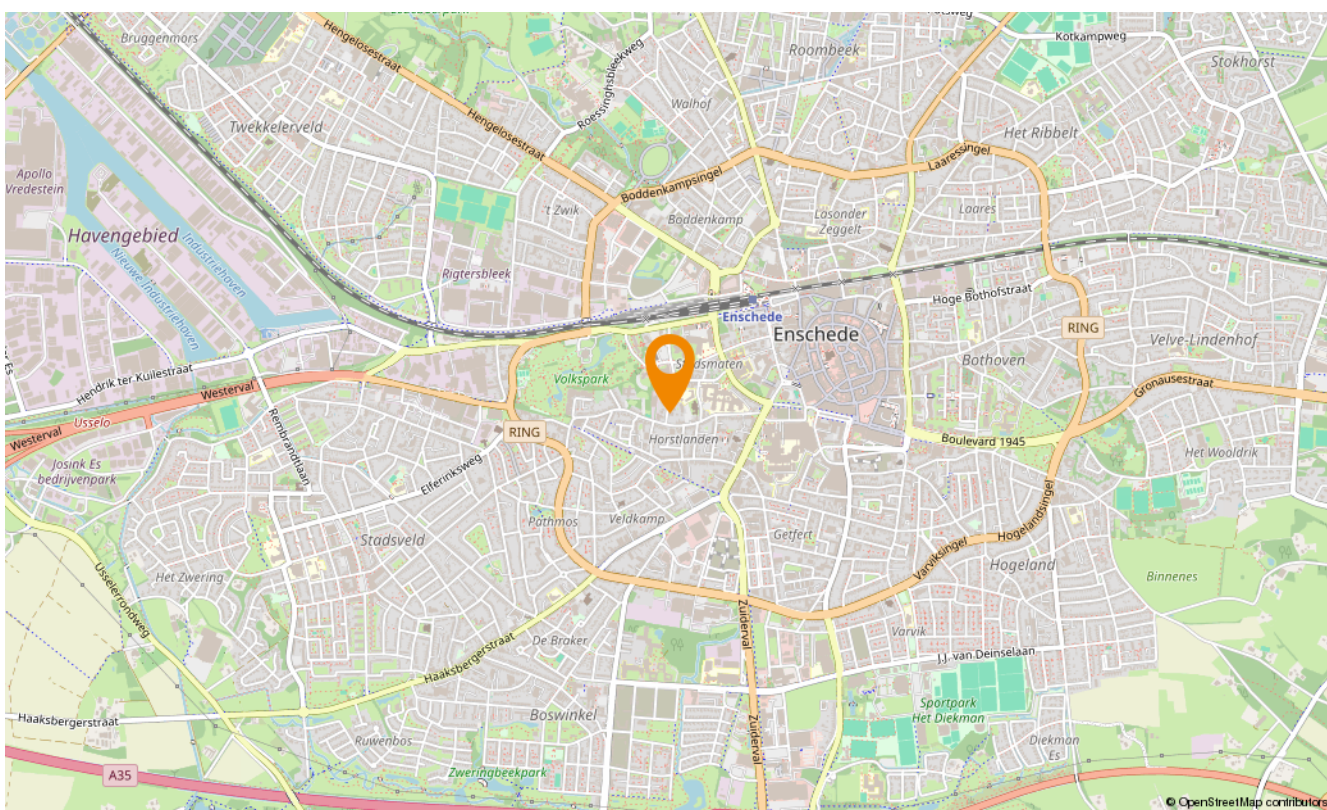 Bruggenmors
Hengelosestraat
Roessinghsbleekweg
Roombeek
Kotkampweg
Stokhorst
Twekkelerveld
Walhof
Het Ribbelt
Hengelosestraat
Laaressingel
Apollo
Vredestein
Boddenkampsingel
't Zwik
Boddenkamp
Lasonder
Zeggelt
Laares
Havengebied
Industriehaven
Nieuwe Industriehaven
Rigtersbleek
Hoge Bothofstraat
Enschede
Enschede
RING
Velve-Lindenhof
Hendrik ter Kuilestraat
Stadsmaten
Bothoven
Volkspark
Westerval
Gronausestraat
Usselo
Westerval
Rembrandtlaan
RING
Horstlanden
Boulevard 1945
Josink Es
bedrijvenpark
Elferinksweg
Het Wooldrik
Pathmos
Veldkamp
Getfert
Hogelandsingel
Stadsveld
Varviksingel
Hogeland
Het Zwering
Binnenes
Usselerrondweg
Zuiderval
De Braker
Varvik
Haaksbergerstraat
J.J. van Deinselaan
Haaksbergerstraat
Boswinkel
Sportpark
Het Diekman
Zuiderval
Ruwenbos
Diekman
Es
A35
Zweringbeekpark
© OpenStreetMap contributors